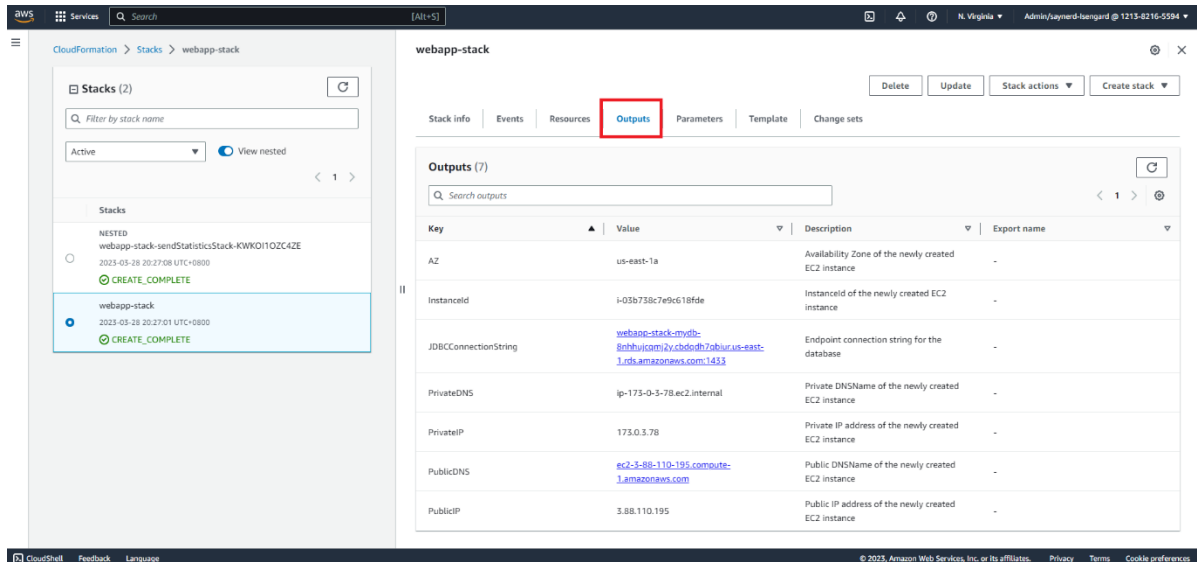 aws Services Search [Alt+S] N. Virginia Admin/saynerd-Isengard @ 1213-8216-5594
CloudFormation > Stacks > webapp-stack
Stacks (2)
Filter by stack name
Active View nested
1
Stacks
NESTED
webapp-stack-sendStatisticsStack-KWKOI1OZC4ZE
2023-03-28 20:27:08 UTC+0800
CREATE_COMPLETE
webapp-stack
2023-03-28 20:27:01 UTC+0800
CREATE_COMPLETE
webapp-stack
Delete Update Stack actions Create stack
Stack info Events Resources Outputs Parameters Template Change sets
Outputs (7)
Search outputs
1
Key Value Description Export name
AZ us-east-1a Availability Zone of the newly created
EC2 instance -
InstanceId i-03b738c7e9c618fde InstanceId of the newly created EC2
instance -
JDBCConnectionString webapp-stack-mydb-
8nhhujcqmj2y.cbdqdh7qbiur.us-east-
1.rds.amazonaws.com:1433 Endpoint connection string for the
database -
PrivateDNS ip-173-0-3-78.ec2.internal Private DNSName of the newly created
EC2 instance -
PrivateIP 173.0.3.78 Private IP address of the newly created
EC2 instance -
PublicDNS ec2-3-88-110-195.compute-
1.amazonaws.com Public DNSName of the newly created
EC2 instance -
PublicIP 3.88.110.195 Public IP address of the newly created
EC2 instance -
CloudShell Feedback Language © 2023, Amazon Web Services, Inc. or its affiliates. Privacy Terms Cookie preferences